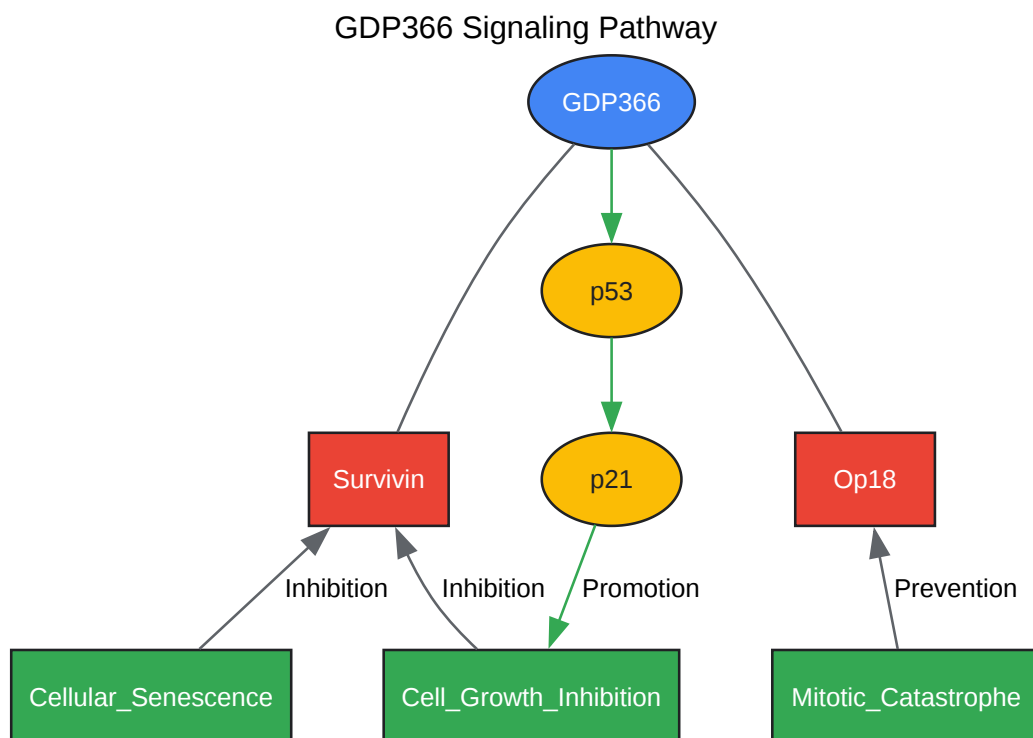 GDP366 Signaling Pathway
GDP366
p53
Survivin
p21
Op18
Inhibition
Inhibition
Promotion
Prevention
Cellular_Senescence
Cell_Growth_Inhibition
Mitotic_Catastrophe